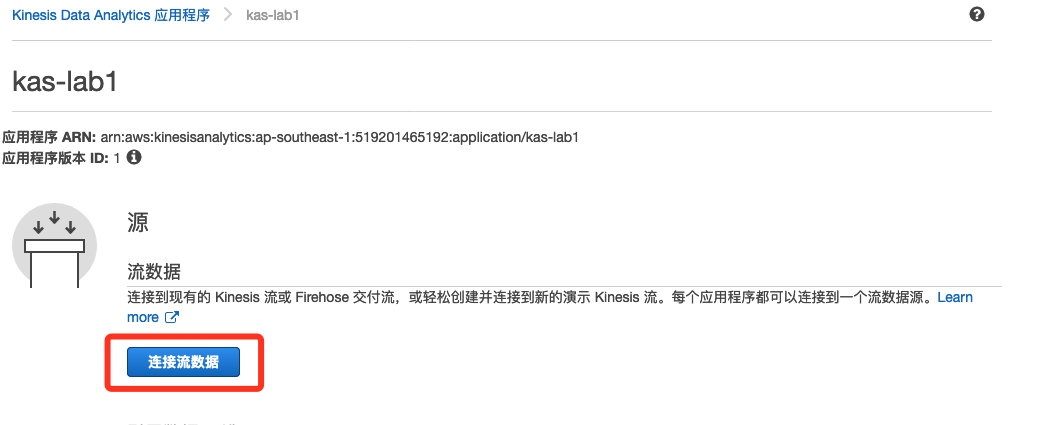 Kinesis Data Analytics 应用程序 > kas-lab1
kas-lab1
应用程序 ARN: arn:aws:kinesisanalytics:ap-southeast-1:519201465192:application/kas-lab1
应用程序版本 ID: 1
源
流数据
连接到现有的 Kinesis 流或 Firehose 交付流，或轻松创建并连接到新的演示 Kinesis 流。每个应用程序都可以连接到一个流数据源。Learn
more
连接流数据